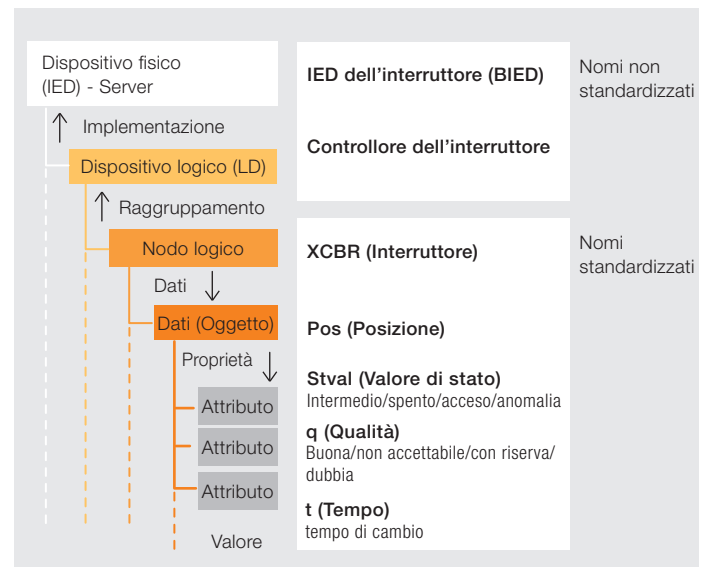 Dispositivo fisico
(IED) - Server
Implementazione
Dispositivo logico (LD)
Raggruppamento
Nodo logico
Dati
Dati (Oggetto)
Proprietà
Attributo
Attributo
Attributo
Valore
IED dell'interruttore (BIED)
Controllore dell'interruttore
XCBR (Interruttore)
Pos (Posizione)
Stval (Valore di stato)
Intermedio/spento/acceso/anomalia
q (Qualità)
Buona/non accettabile/con riserva/
dubbia
t (Tempo)
tempo di cambio
Nomi non
standardizzati
Nomi
standardizzati